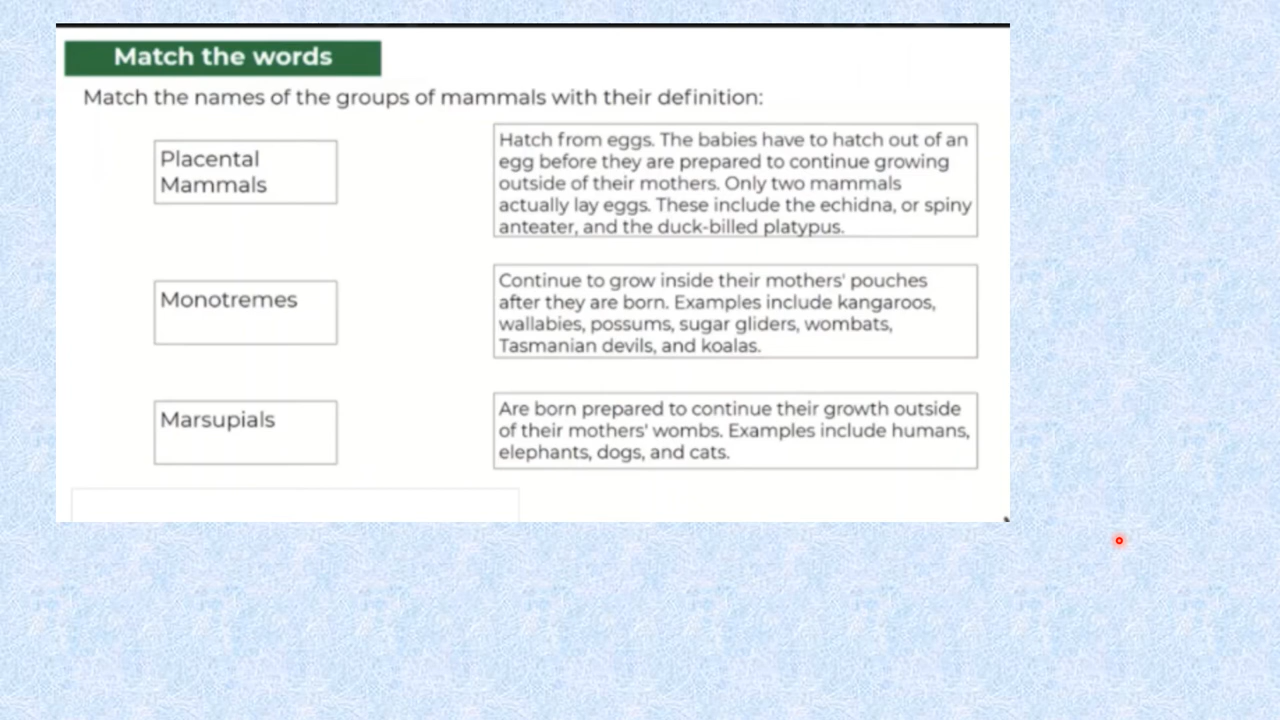 Match the words
Match the names of the groups of mammals with their definition:
Placental
Mammals
Hatch from eggs. The babies have to hatch out of an
egg before they are prepared to continue growing
outside of their mothers. Only two mammals
actually lay eggs. These include the echidna, or spiny
anteater, and the duck-billed platypus.
Monotremes
Continue to grow inside their mothers' pouches
after they are born. Examples include kangaroos,
wallabies, possums, sugar gliders, wombats,
Tasmanian devils, and koalas.
Marsupials
Are born prepared to continue their growth outside
of their mothers' wombs. Examples include humans,
elephants, dogs, and cats.